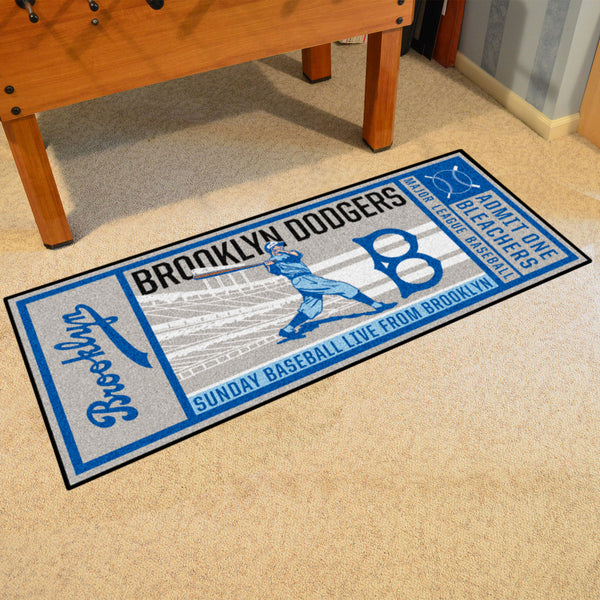 Brooklyn
BROOKLYN DODGERS
B
SUNDAY BASEBALL LIVE FROM BROOKLYN
MAJOR LEAGUE BASEBALL
BLEACHERS
ADMIT ONE